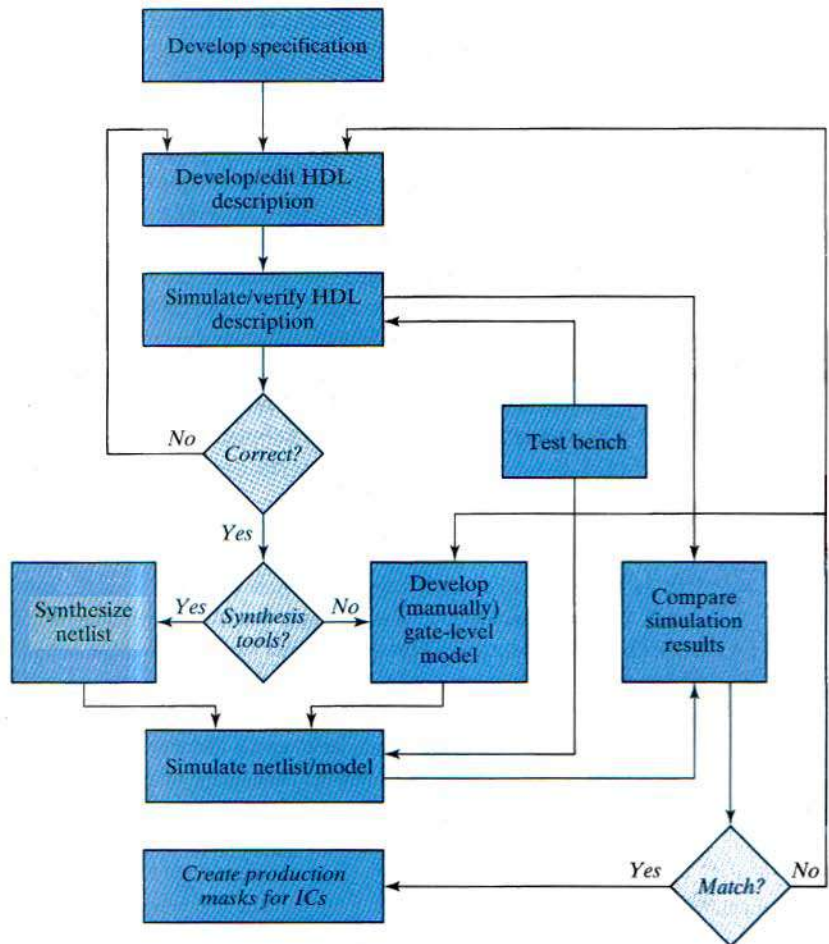 Develop specification
Develop/edit HDL
description
Simulate/verify HDL
description
No
Correct?
Test bench
Yes
Synthesize
netlist
Yes
Synthesis
tools?
No
Develop
(manually)
gate-level
model
Compare
simulation
results
Simulate netlist/model
Create production
masks for ICs
Yes
Match?
No